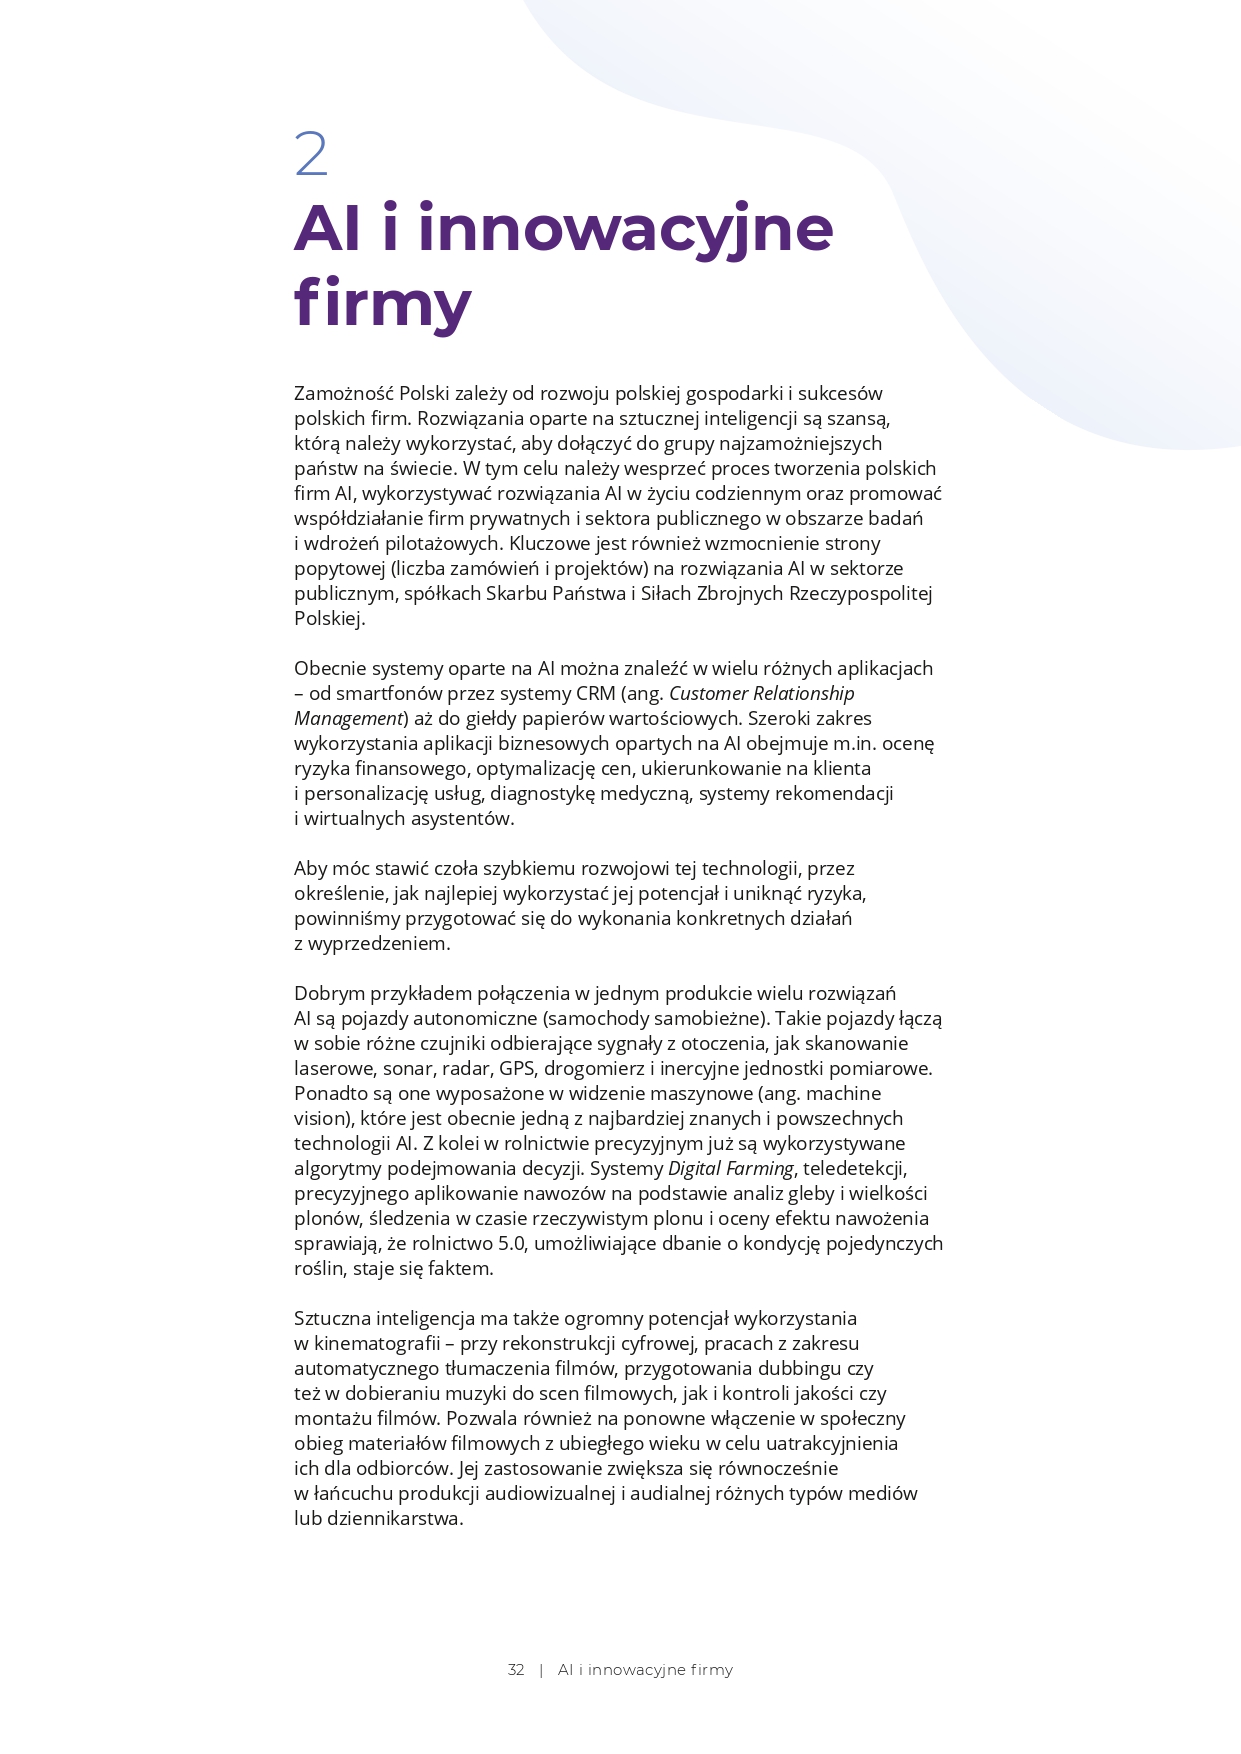 2
AI i innowacyjne
firmy
Zamożność Polski zależy od rozwoju polskiej gospodarki i sukcesów
polskich firm. Rozwiązania oparte na sztucznej inteligencji są szansą,
którą należy wykorzystać, aby dołączyć do grupy najzamożniejszych
państw na świecie. W tym celu należy wesprzeć proces tworzenia polskich
firm AI, wykorzystywać rozwiązania AI w życiu codziennym oraz promować
współdziałanie firm prywatnych i sektora publicznego w obszarze badań
i wdrożeń pilotażowych. Kluczowe jest również wzmocnienie strony
popytowej (liczba zamówień i projektów) na rozwiązania AI w sektorze
publicznym, spółkach Skarbu Państwa i Siłach Zbrojnych Rzeczypospolitej
Polskiej.
Obecnie systemy oparte na AI można znaleźć w wielu różnych aplikacjach
– od smartfonów przez systemy CRM (ang. Customer Relationship
Management) aż do giełdy papierów wartościowych. Szeroki zakres
wykorzystania aplikacji biznesowych opartych na AI obejmuje m.in. ocenę
ryzyka finansowego, optymalizację cen, ukierunkowanie na klienta
i personalizację usług, diagnostykę medyczną, systemy rekomendacji
i wirtualnych asystentów.
Aby móc stawić czoła szybkiemu rozwojowi tej technologii, przez
określenie, jak najlepiej wykorzystać jej potencjał i uniknąć ryzyka,
powinniśmy przygotować się do wykonania konkretnych działań
z wyprzedzeniem.
Dobrym przykładem połączenia w jednym produkcie wielu rozwiązań
AI są pojazdy autonomiczne (samochody samobieżne). Takie pojazdy łączą
w sobie różne czujniki odbierające sygnały z otoczenia, jak skanowanie
laserowe, sonar, radar, GPS, drogomierz i inercyjne jednostki pomiarowe.
Ponadto są one wyposażone w widzenie maszynowe (ang. machine
vision), które jest obecnie jedną z najbardziej znanych i powszechnych
technologii AI. Z kolei w rolnictwie precyzyjnym już są wykorzystywane
algorytmy podejmowania decyzji. Systemy Digital Farming, teledetekcji,
precyzyjnego aplikowanie nawozów na podstawie analiz gleby i wielkości
plonów, śledzenia w czasie rzeczywistym plonu i oceny efektu nawożenia
sprawiają, że rolnictwo 5.0, umożliwiające dbanie o kondycję pojedynczych
roślin, staje się faktem.
Sztuczna inteligencja ma także ogromny potencjał wykorzystania
w kinematografii – przy rekonstrukcji cyfrowej, pracach z zakresu
automatycznego tłumaczenia filmów, przygotowania dubbingu czy
też w dobieraniu muzyki do scen filmowych, jak i kontroli jakości czy
montażu filmów. Pozwala również na ponowne włączenie w społeczny
obieg materiałów filmowych z ubiegłego wieku w celu uatrakcyjnienia
ich dla odbiorców. Jej zastosowanie zwiększa się równocześnie
w łańcuchu produkcji audiowizualnej i audialnej różnych typów mediów
lub dziennikarstwa.
32 | AI i innowacyjne firmy